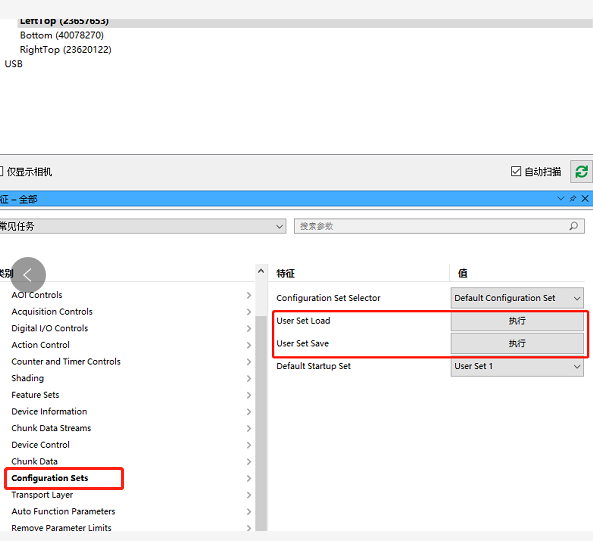 LeftTop (23657653)
Bottom (40078270)
RightTop (23620122)
USB
仅显示相机
自动扫描
征 – 全部
常见任务
搜索参数
类别
特征
值
AOI Controls
Acquisition Controls
Digital I/O Controls
Action Control
Counter and Timer Controls
Shading
Feature Sets
Device Information
Chunk Data Streams
Device Control
Chunk Data
Configuration Sets
Transport Layer
Auto Function Parameters
Remove Parameter Limits
Configuration Set Selector
Default Configuration Set
User Set Load
执行
User Set Save
执行
Default Startup Set
User Set 1